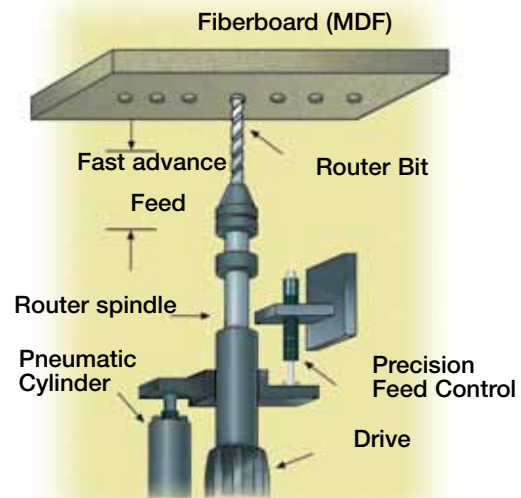 Fiberboard (MDF)
Fast advance
Router Bit
Feed
Router spindle
Pneumatic
Cylinder
Precision
Feed Control
Drive